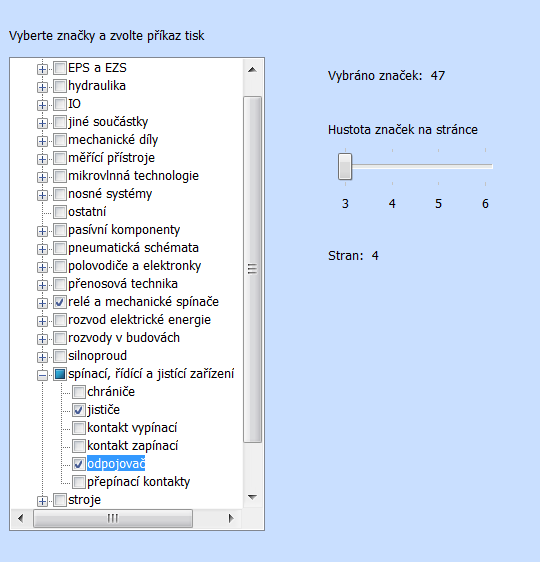 Vyberte značky a zvolte příkaz tisk
EPS a EZS
hydraulika
IO
jiné součástky
mechanické díly
měřící přístroje
mikrovlnná technologie
nosné systémy
ostatní
pasívní komponenty
pneumatická schémata
polovodiče a elektronky
přenosová technika
relé a mechanické spínače
rozvod elektrické energie
rozvody v budovách
silnoproud
spínací, řídící a jistící zařízení
chrániče
jističe
kontakt vypínací
kontakt zapínací
odpojovač
přepínací kontakty
stroje
Vybráno značek: 47
Hustota značek na stránce
3 4 5 6
Stran: 4